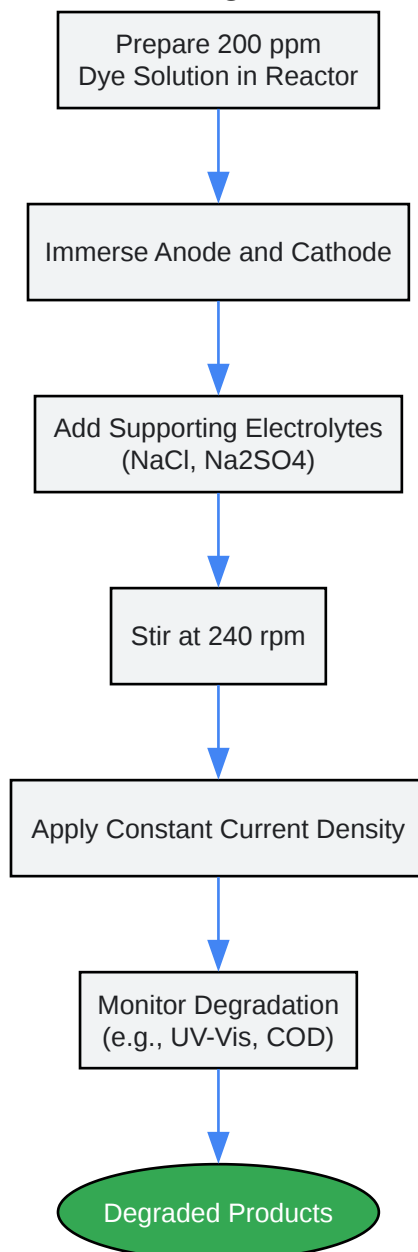 Prepare 200 ppm
Dye Solution in Reactor
Immerse Anode and Cathode
Add Supporting Electrolytes
(NaCl, Na2SO4)
Stir at 240 rpm
Apply Constant Current Density
Monitor Degradation
(e.g., UV-Vis, COD)
Degraded Products